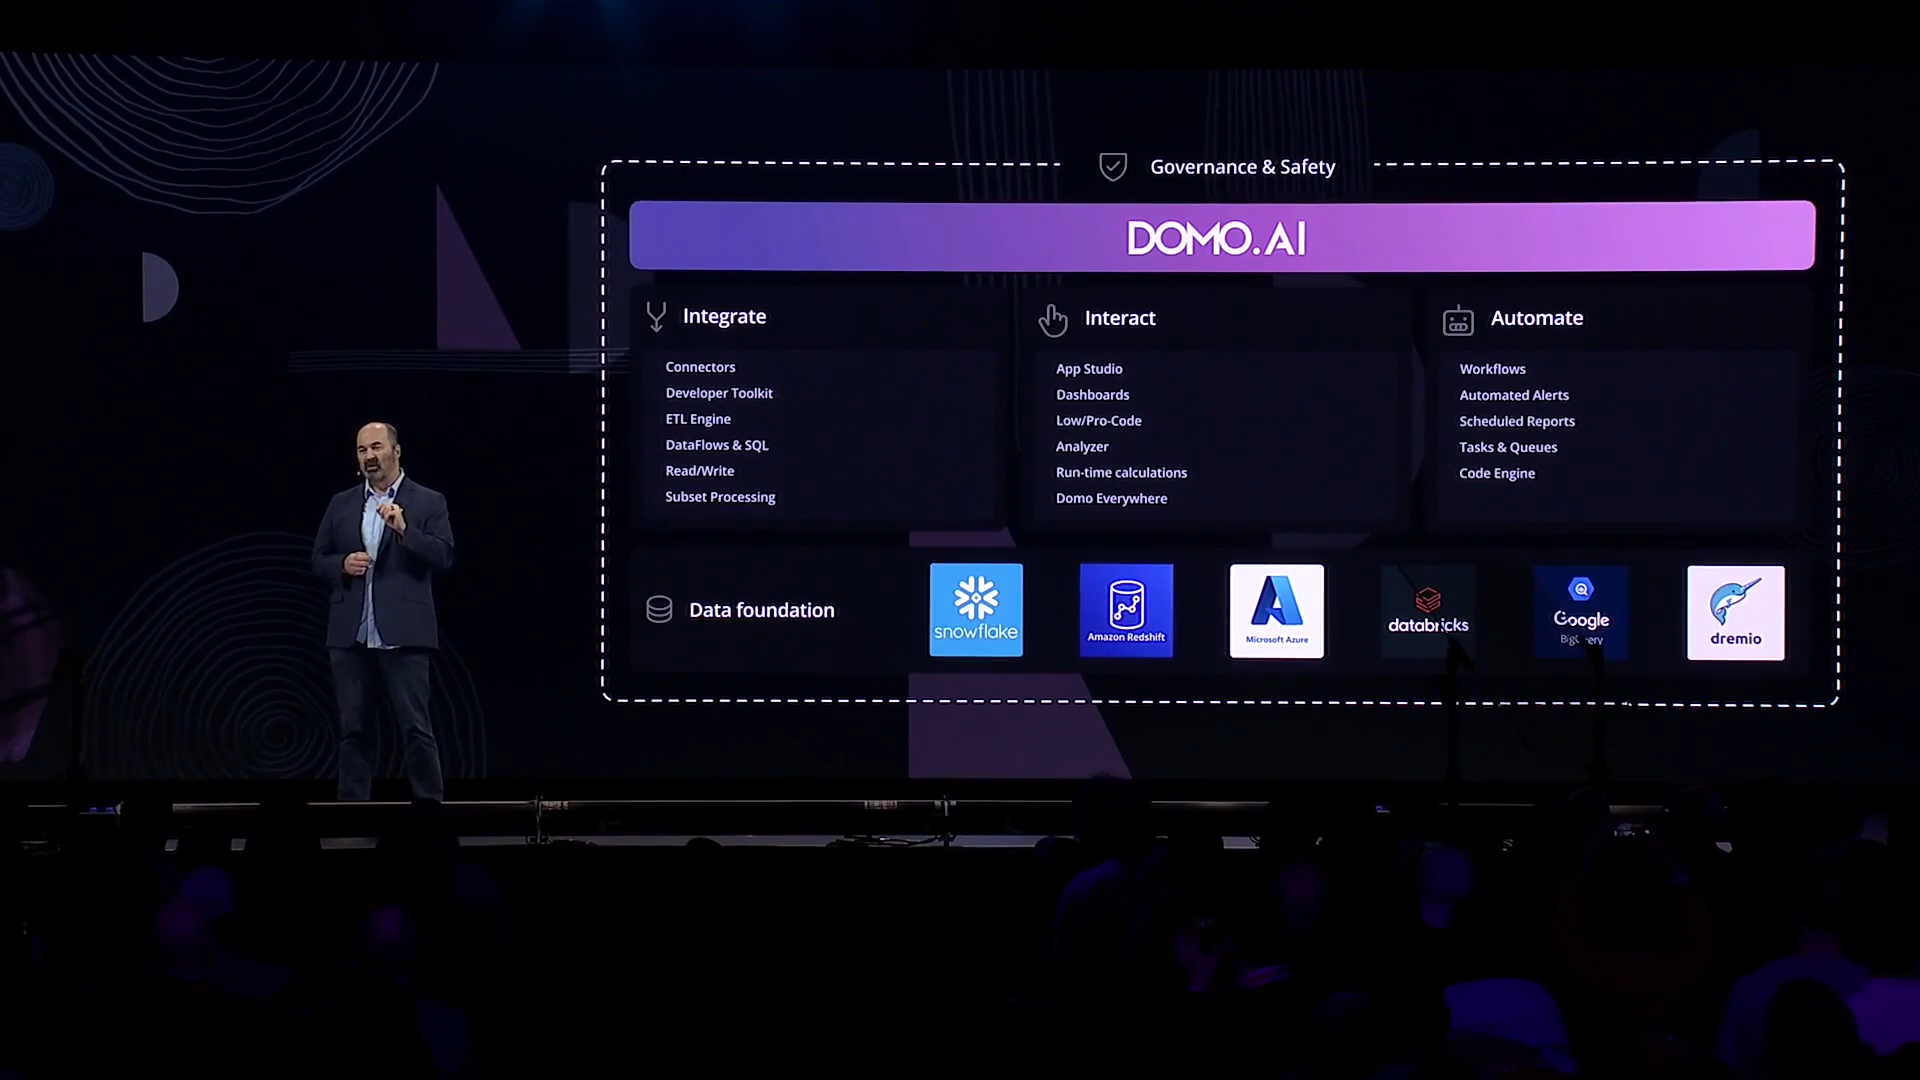 Governance & Safety
DOMO.AI
Integrate
Connectors
Developer Toolkit
ETL Engine
DataFlows & SQL
Read/Write
Subset Processing
Interact
App Studio
Dashboards
Low/Pro-Code
Analyzer
Run-time calculations
Domo Everywhere
Automate
Workflows
Automated Alerts
Scheduled Reports
Tasks & Queues
Code Engine
Data foundation
snowflake
Amazon Redshift
Microsoft Azure
databricks
Google
BigQuery
dremio